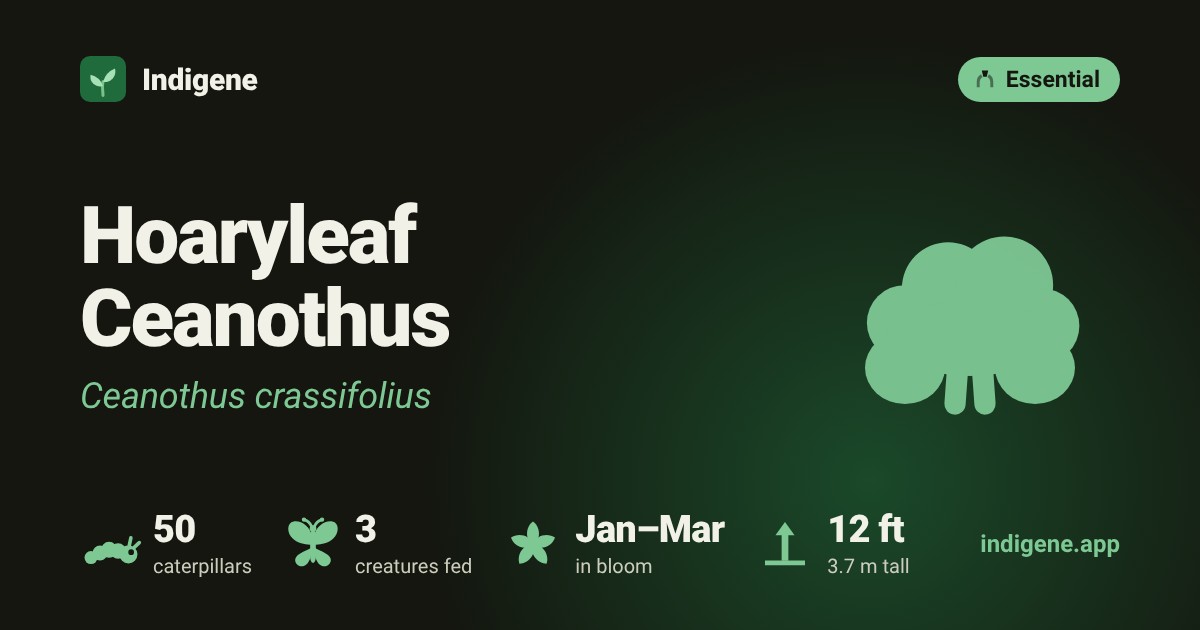 Indigene
Essential
Hoaryleaf
Ceanothus
Ceanothus crassifolius
50
caterpillars
3
creatures fed
Jan–Mar
in bloom
12 ft
3.7 m tall
indigene.app